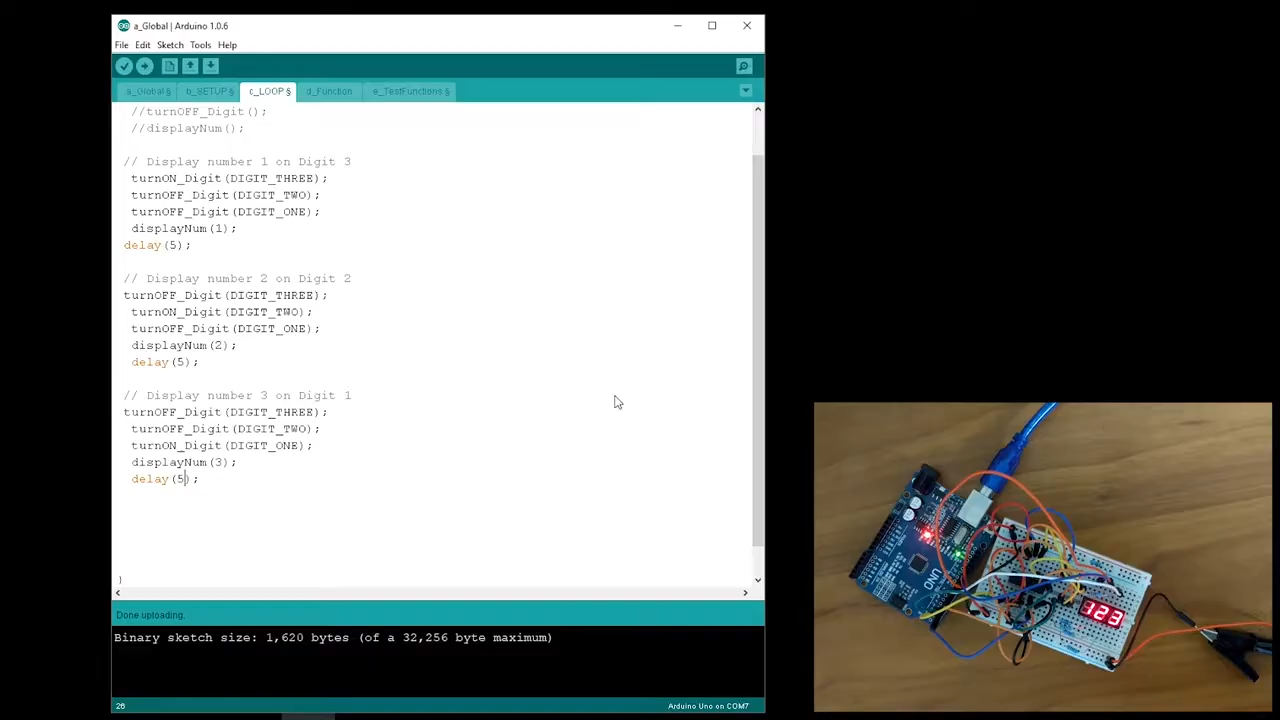 a_Global | Arduino 1.0.6
File Edit Sketch Tools Help
a_Global § b_SETUP § c_LOOP § d_Function e_TestFunctions §
//turnOFF_Digit();
//displayNum();
// Display number 1 on Digit 3
turnON_Digit(DIGIT_THREE);
turnOFF_Digit(DIGIT_TWO);
turnOFF_Digit(DIGIT_ONE);
displayNum(1);
delay(5);
// Display number 2 on Digit 2
turnOFF_Digit(DIGIT_THREE);
turnON_Digit(DIGIT_TWO);
turnOFF_Digit(DIGIT_ONE);
displayNum(2);
delay(5);
// Display number 3 on Digit 1
turnOFF_Digit(DIGIT_THREE);
turnOFF_Digit(DIGIT_TWO);
turnON_Digit(DIGIT_ONE);
displayNum(3);
delay(5);
}
Done uploading.
Binary sketch size: 1,620 bytes (of a 32,256 byte maximum)
26
Arduino Uno on COM7
UNO
123